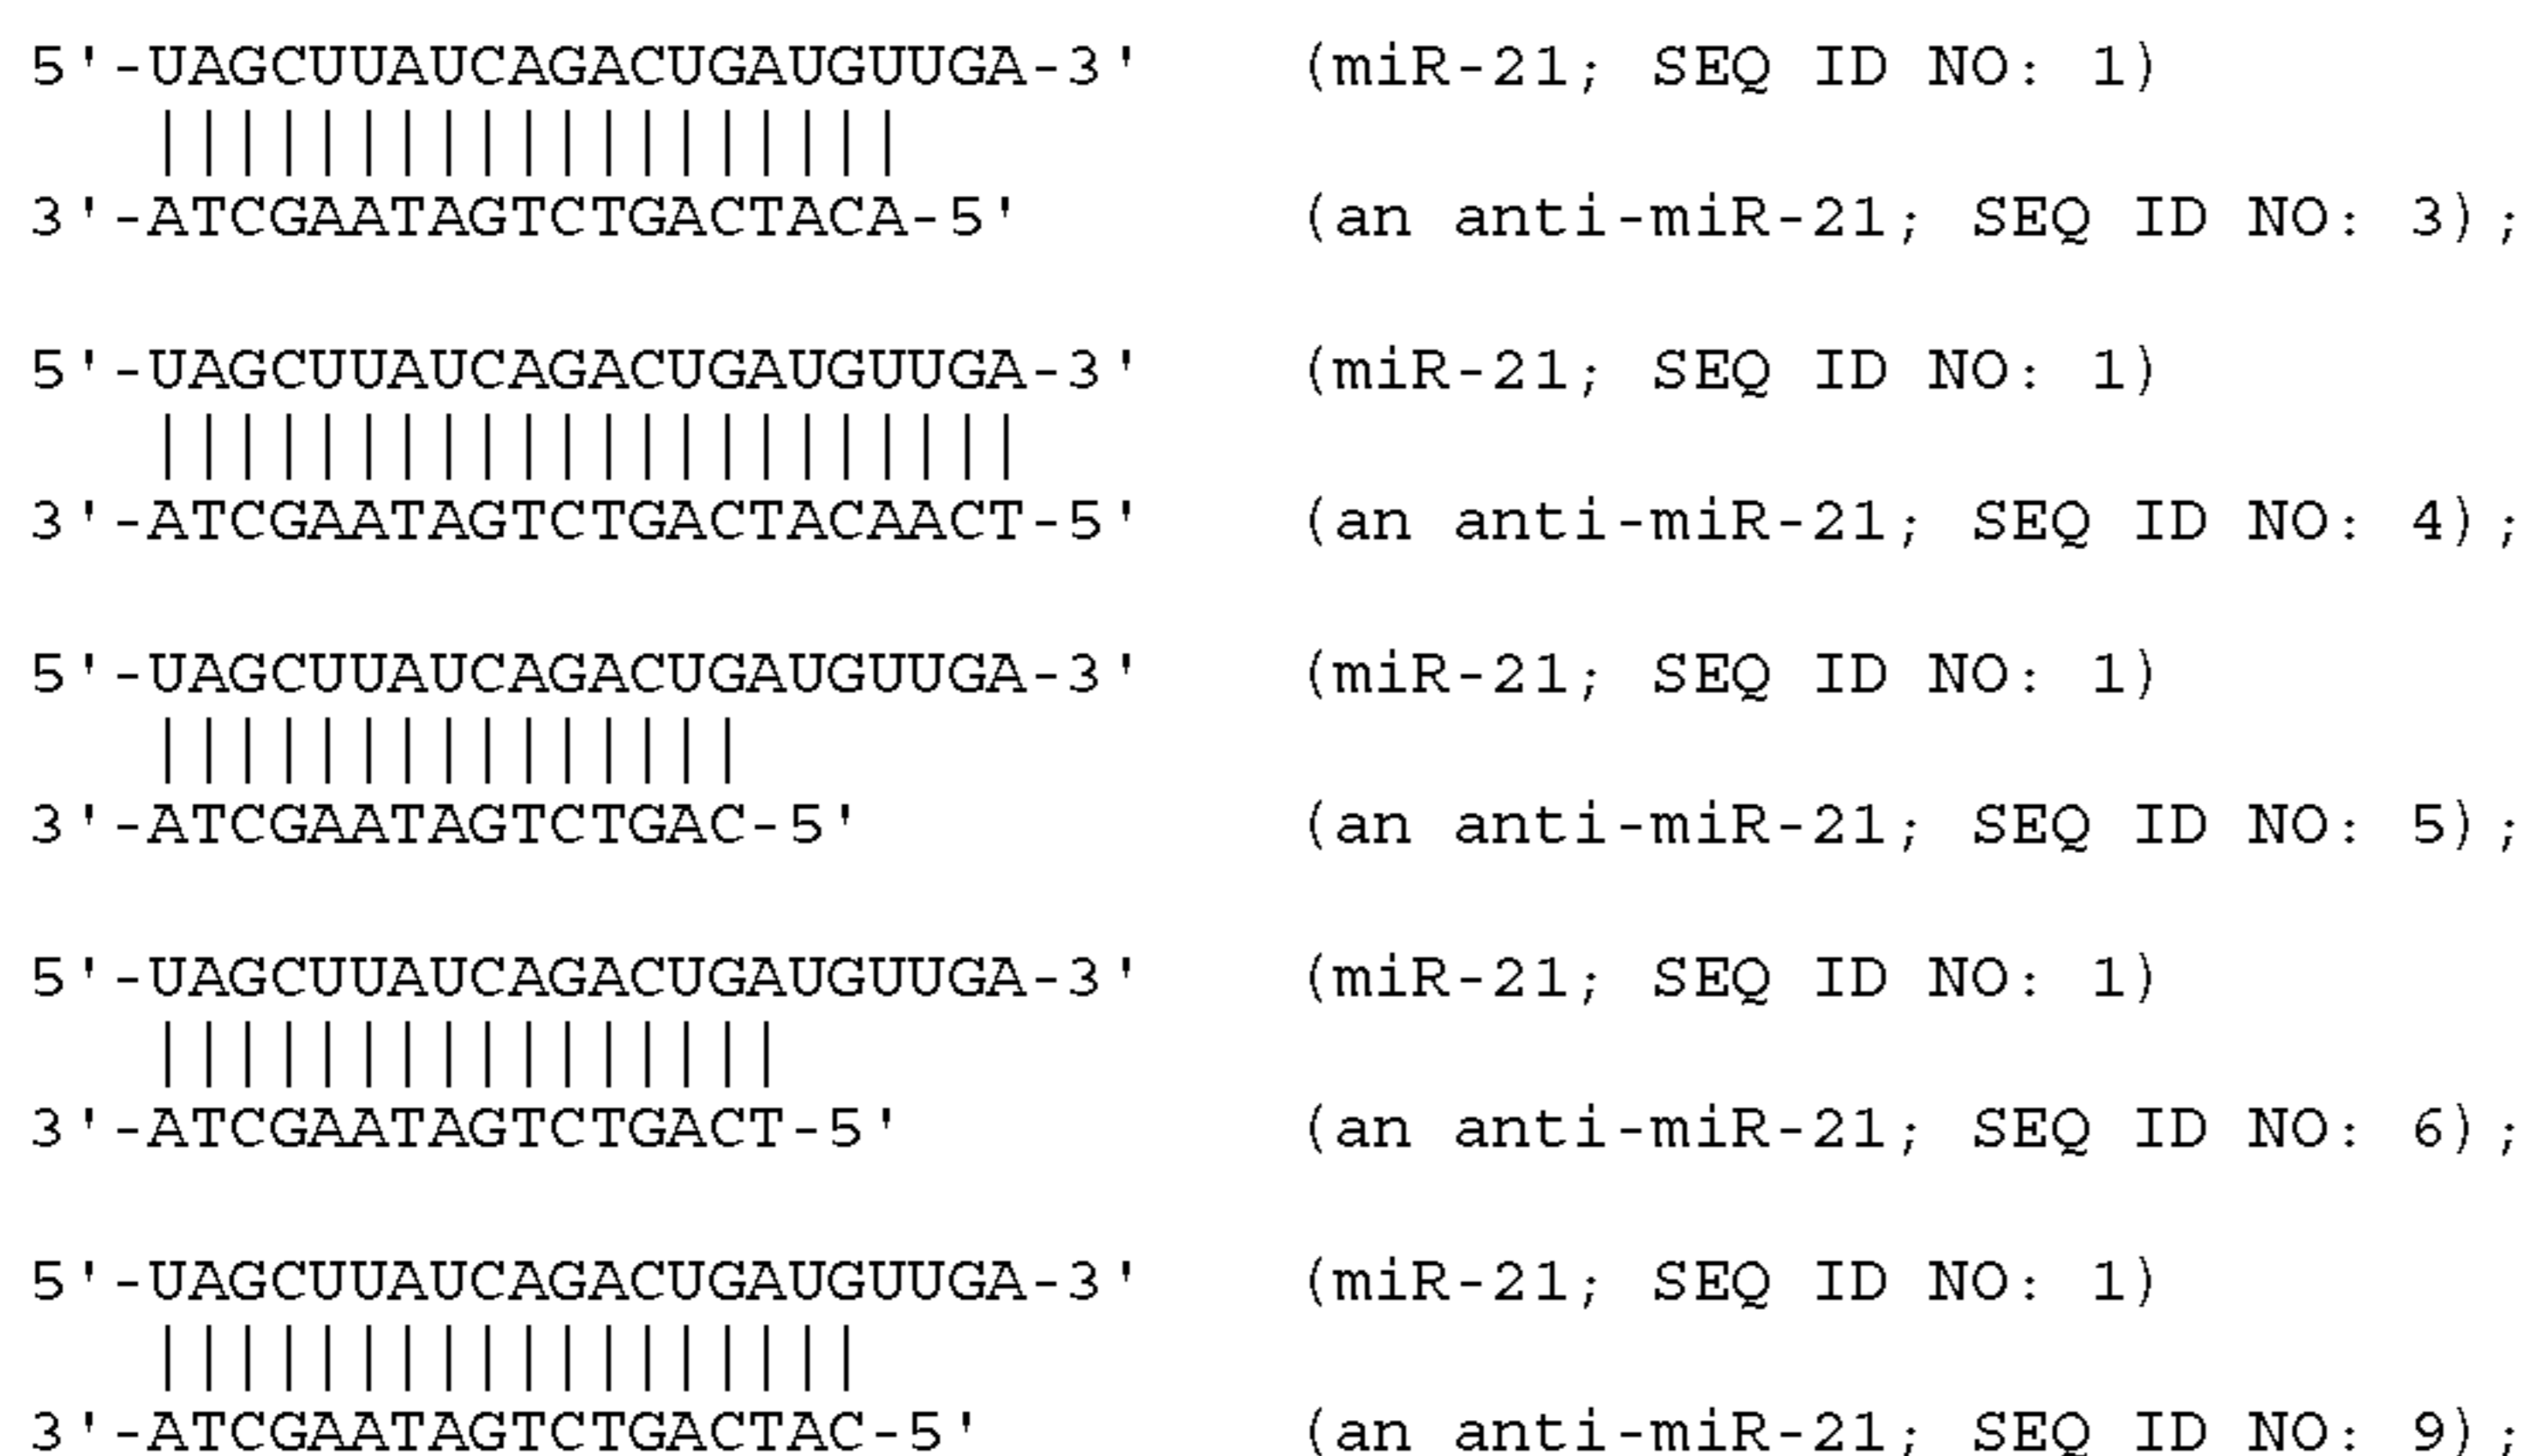 5'-UAGCUUAUCAGACUGAUGUUGA-3' (miR-21; SEQ ID NO: 1)
|||||||||||||||||||
3'-ATCGAATAGTCTGACTACA-5' (an anti-miR-21; SEQ ID NO: 3);
5'-UAGCUUAUCAGACUGAUGUUGA-3' (miR-21; SEQ ID NO: 1)
||||||||||||||||||||||
3'-ATCGAATAGTCTGACTACAACT-5' (an anti-miR-21; SEQ ID NO: 4);
5'-UAGCUUAUCAGACUGAUGUUGA-3' (miR-21; SEQ ID NO: 1)
|||||||||||||||
3'-ATCGAATAGTCTGAC-5' (an anti-miR-21; SEQ ID NO: 5);
5'-UAGCUUAUCAGACUGAUGUUGA-3' (miR-21; SEQ ID NO: 1)
||||||||||||||||
3'-ATCGAATAGTCTGACT-5' (an anti-miR-21; SEQ ID NO: 6);
5'-UAGCUUAUCAGACUGAUGUUGA-3' (miR-21; SEQ ID NO: 1)
||||||||||||||||||
3'-ATCGAATAGTCTGACTAC-5' (an anti-miR-21; SEQ ID NO: 9);